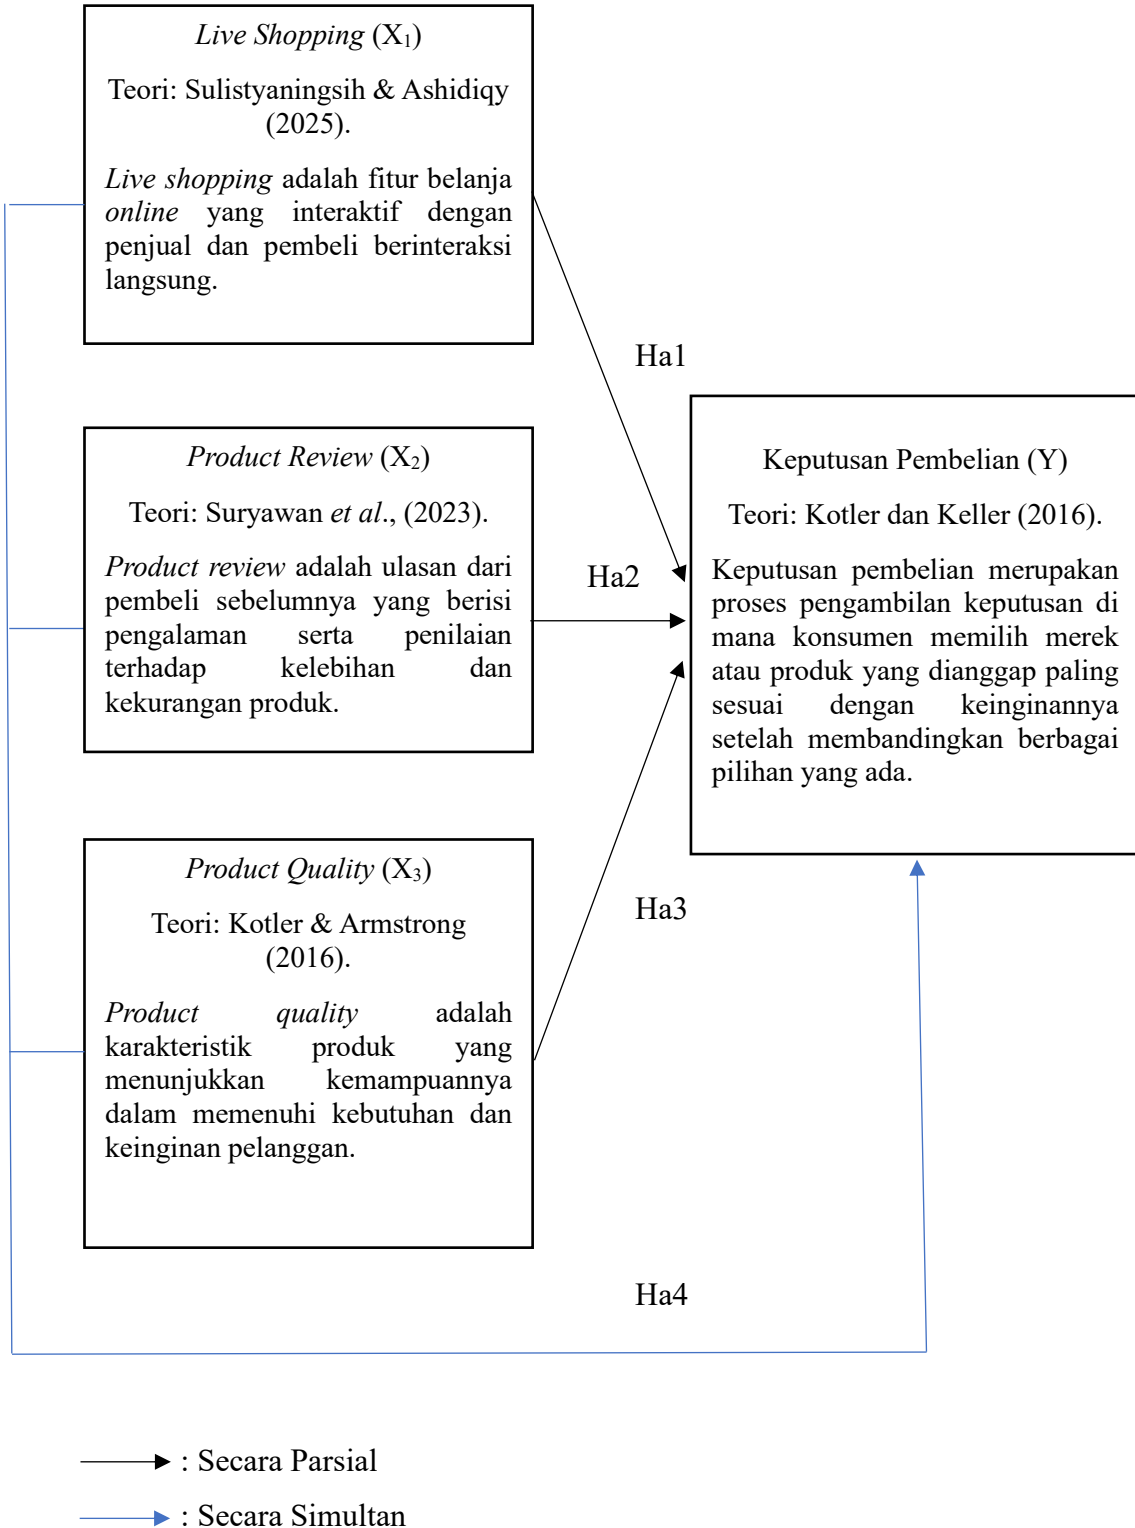 Live Shopping (X₁)
Teori: Sulistyaningsih & Ashidiqy
(2025).
Live shopping adalah fitur belanja
online yang interaktif dengan
penjual dan pembeli berinteraksi
langsung.
Ha1
Product Review (X₂)
Teori: Suryawan et al., (2023).
Product review adalah ulasan dari
pembeli sebelumnya yang berisi
pengalaman serta penilaian
terhadap kelebihan dan
kekurangan produk.
Ha2
Keputusan Pembelian (Y)
Teori: Kotler dan Keller (2016).
Keputusan pembelian merupakan
proses pengambilan keputusan di
mana konsumen memilih merek
atau produk yang dianggap paling
sesuai dengan keinginannya
setelah membandingkan berbagai
pilihan yang ada.
Product Quality (X₃)
Teori: Kotler & Armstrong
(2016).
Product quality adalah
karakteristik produk yang
menunjukkan kemampuannya
dalam memenuhi kebutuhan dan
keinginan pelanggan.
Ha3
Ha4
: Secara Parsial
: Secara Simultan